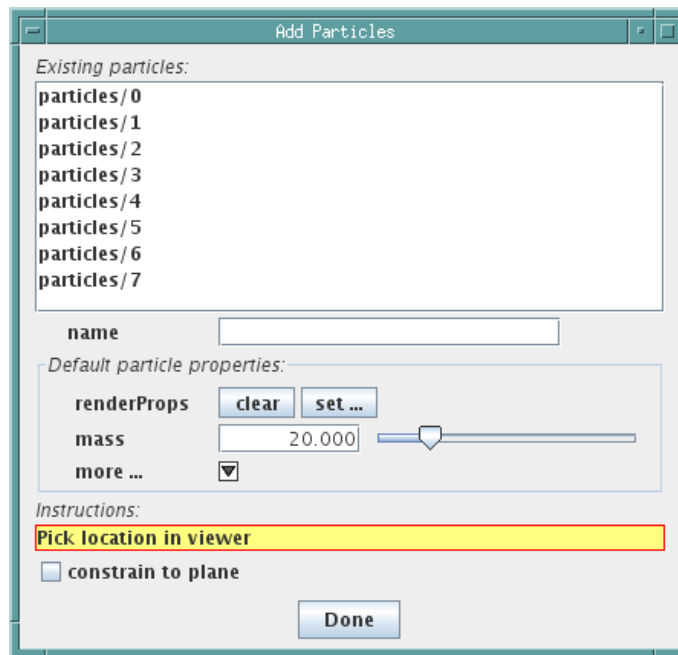 Add Particles
Existing particles:
particles/0
particles/1
particles/2
particles/3
particles/4
particles/5
particles/6
particles/7
name
Default particle properties:
renderProps clear set ...
mass 20.000
more ...
Instructions:
Pick location in viewer
constrain to plane
Done